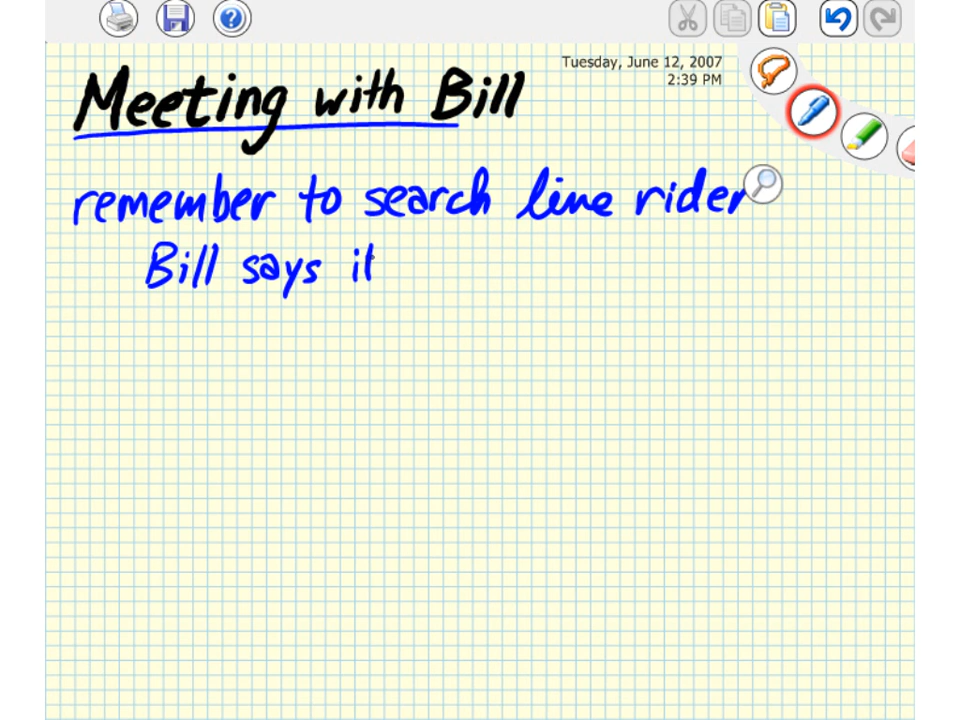 Tuesday, June 12, 2007
2:39 PM
Meeting with Bill
remember to search line rider
Bill says it